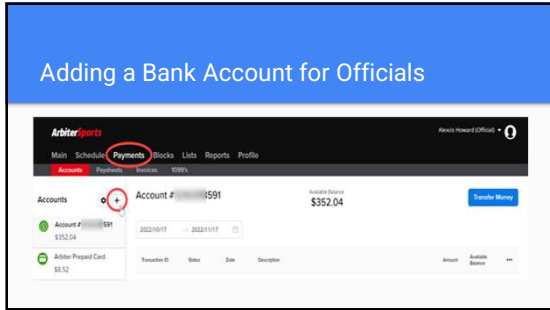 Adding a Bank Account for Officials
ArbiterSports
Alexcis Howard (Official)
Main Schedule Payments Blocks Lists Reports Profile
Accounts Paysheets Invoices 1099's
Accounts
Account # 591
Available Balance
$352.04
Transfer Money
Account # 591
$352.04
2022/10/17 → 2022/11/17
Arbiter Prepaid Card
$8.52
Transaction ID Status Date Description Amount Available Balance